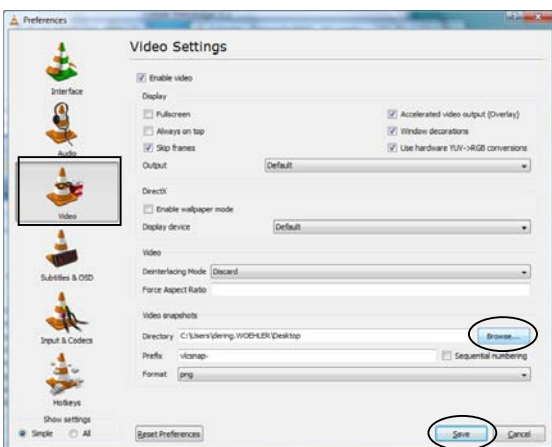 Preferences
Interface
Audio
Video
Subtitles & OSD
Input & Codecs
Hotkeys
Show settings
Simple All
Video Settings
Enable video
Display
Fullscreen Accelerated video output (Overlay)
Always on top Window decorations
Skip frames Use hardware YUV->RGB conversions
Output Default
DirectX
Enable wallpaper mode
Display device Default
Video
Deinterlacing Mode Discard
Force Aspect Ratio
Video snapshots
Directory C:\Users\dering.WOEHLER\Desktop Browse...
Prefix vlcsnap- Sequential numbering
Format png
Reset Preferences Save Cancel